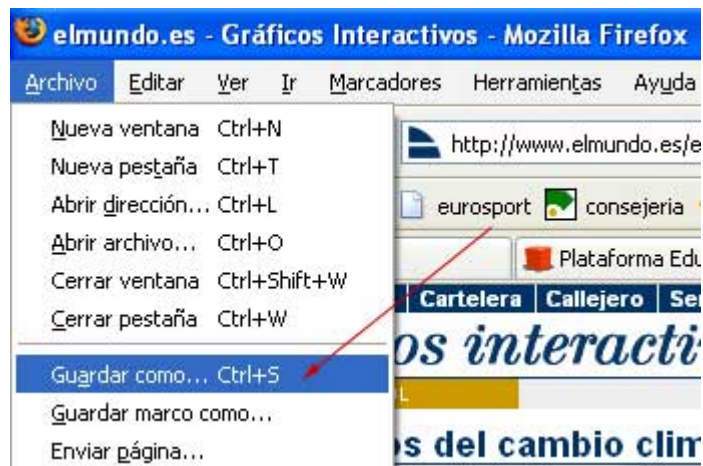 elmundo.es - Gráficos Interactivos - Mozilla Firefox
Archivo Editar Ver Ir Marcadores Herramientas Ayuda
Nueva ventana Ctrl+N
http://www.elmundo.es/e
Nueva pestaña Ctrl+T
Abrir dirección... Ctrl+L
eurosport consejeria
Abrir archivo... Ctrl+O
Plataforma Edu
Cerrar ventana Ctrl+Shift+W
Cartelera Callejero Se
Cerrar pestaña Ctrl+W
os interacti
Guardar como... Ctrl+S
L
Guardar marco como...
s del cambio clim
Enviar página...